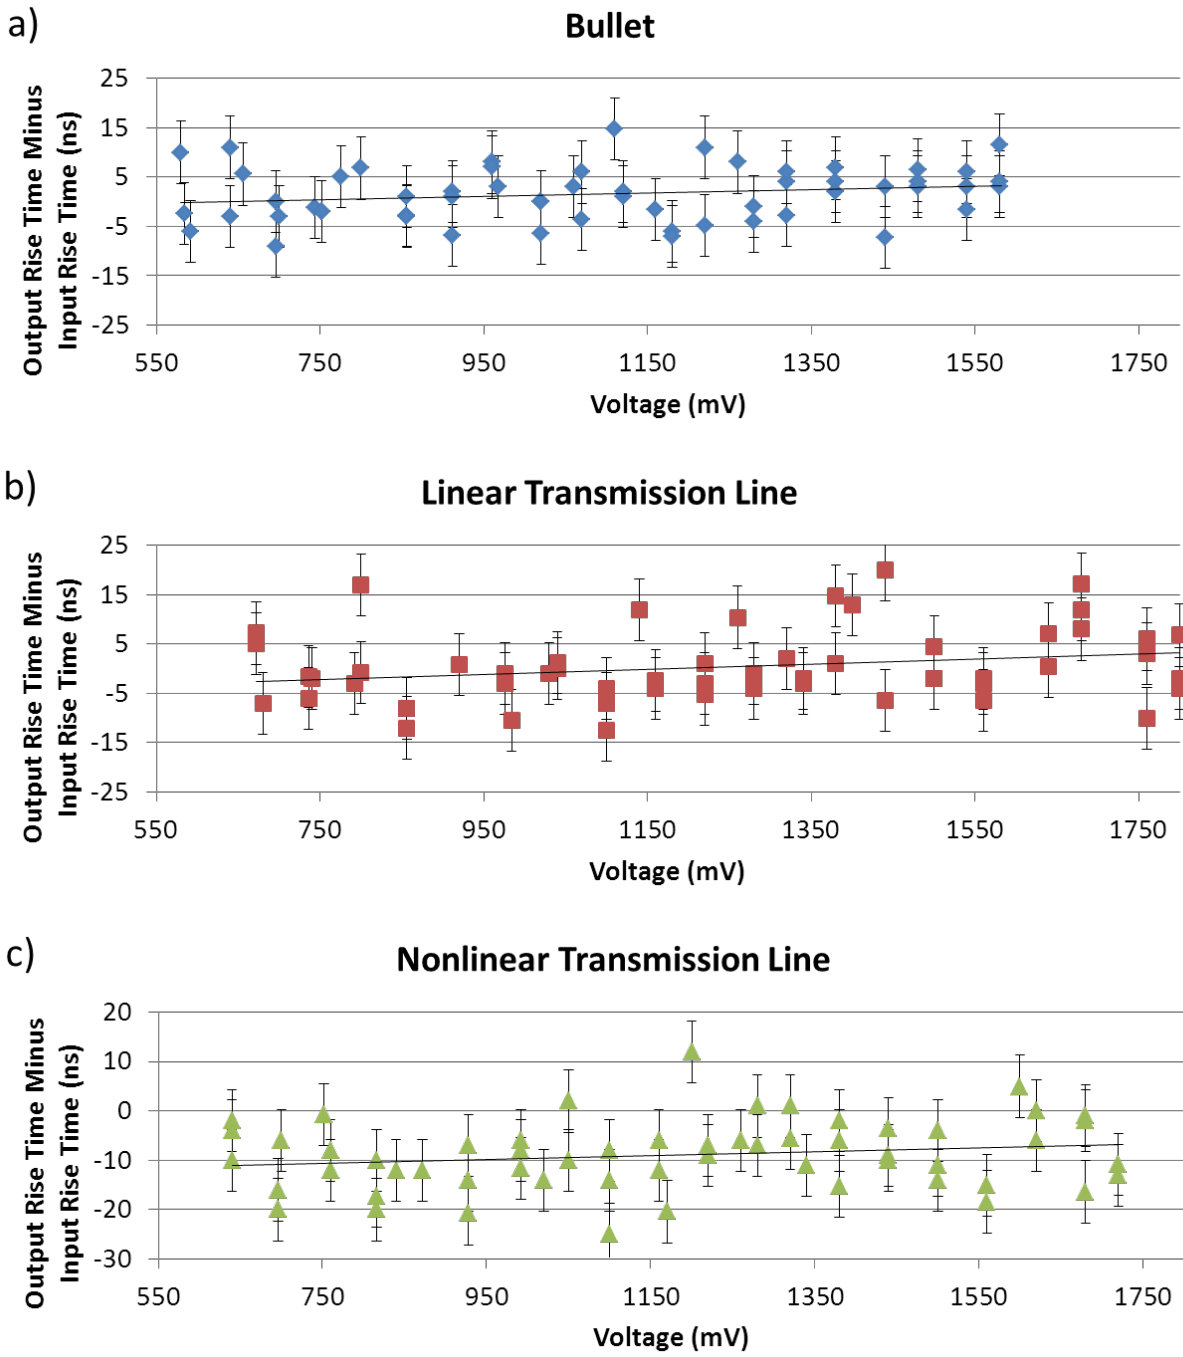 a)
Bullet
Output Rise Time Minus
Input Rise Time (ns)
25
15
5
-5
-15
-25
550 750 950 1150 1350 1550 1750
Voltage (mV)
b)
Linear Transmission Line
Output Rise Time Minus
Input Rise Time (ns)
25
15
5
-5
-15
-25
550 750 950 1150 1350 1550 1750
Voltage (mV)
c)
Nonlinear Transmission Line
Output Rise Time Minus
Input Rise Time (ns)
20
10
0
-10
-20
-30
550 750 950 1150 1350 1550 1750
Voltage (mV)